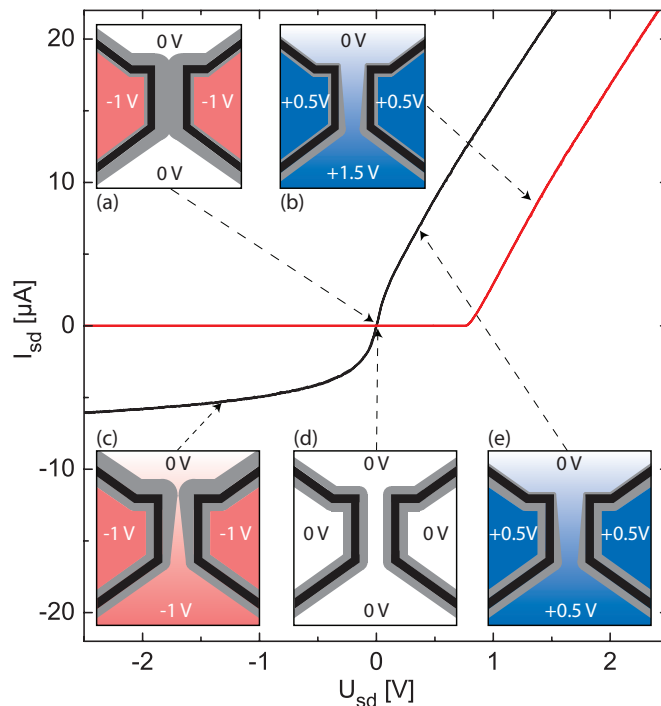 20
10
0
-10
-20
I_sd [µA]
0 V
-1 V
-1 V
0 V
(a)
0 V
+0.5V
+0.5V
+1.5 V
(b)
(c)
0 V
-1 V
-1 V
-1 V
(d)
0 V
0 V
0 V
0 V
(e)
0 V
+0.5V
+0.5V
+0.5 V
-2
-1
0
1
2
U_sd [V]